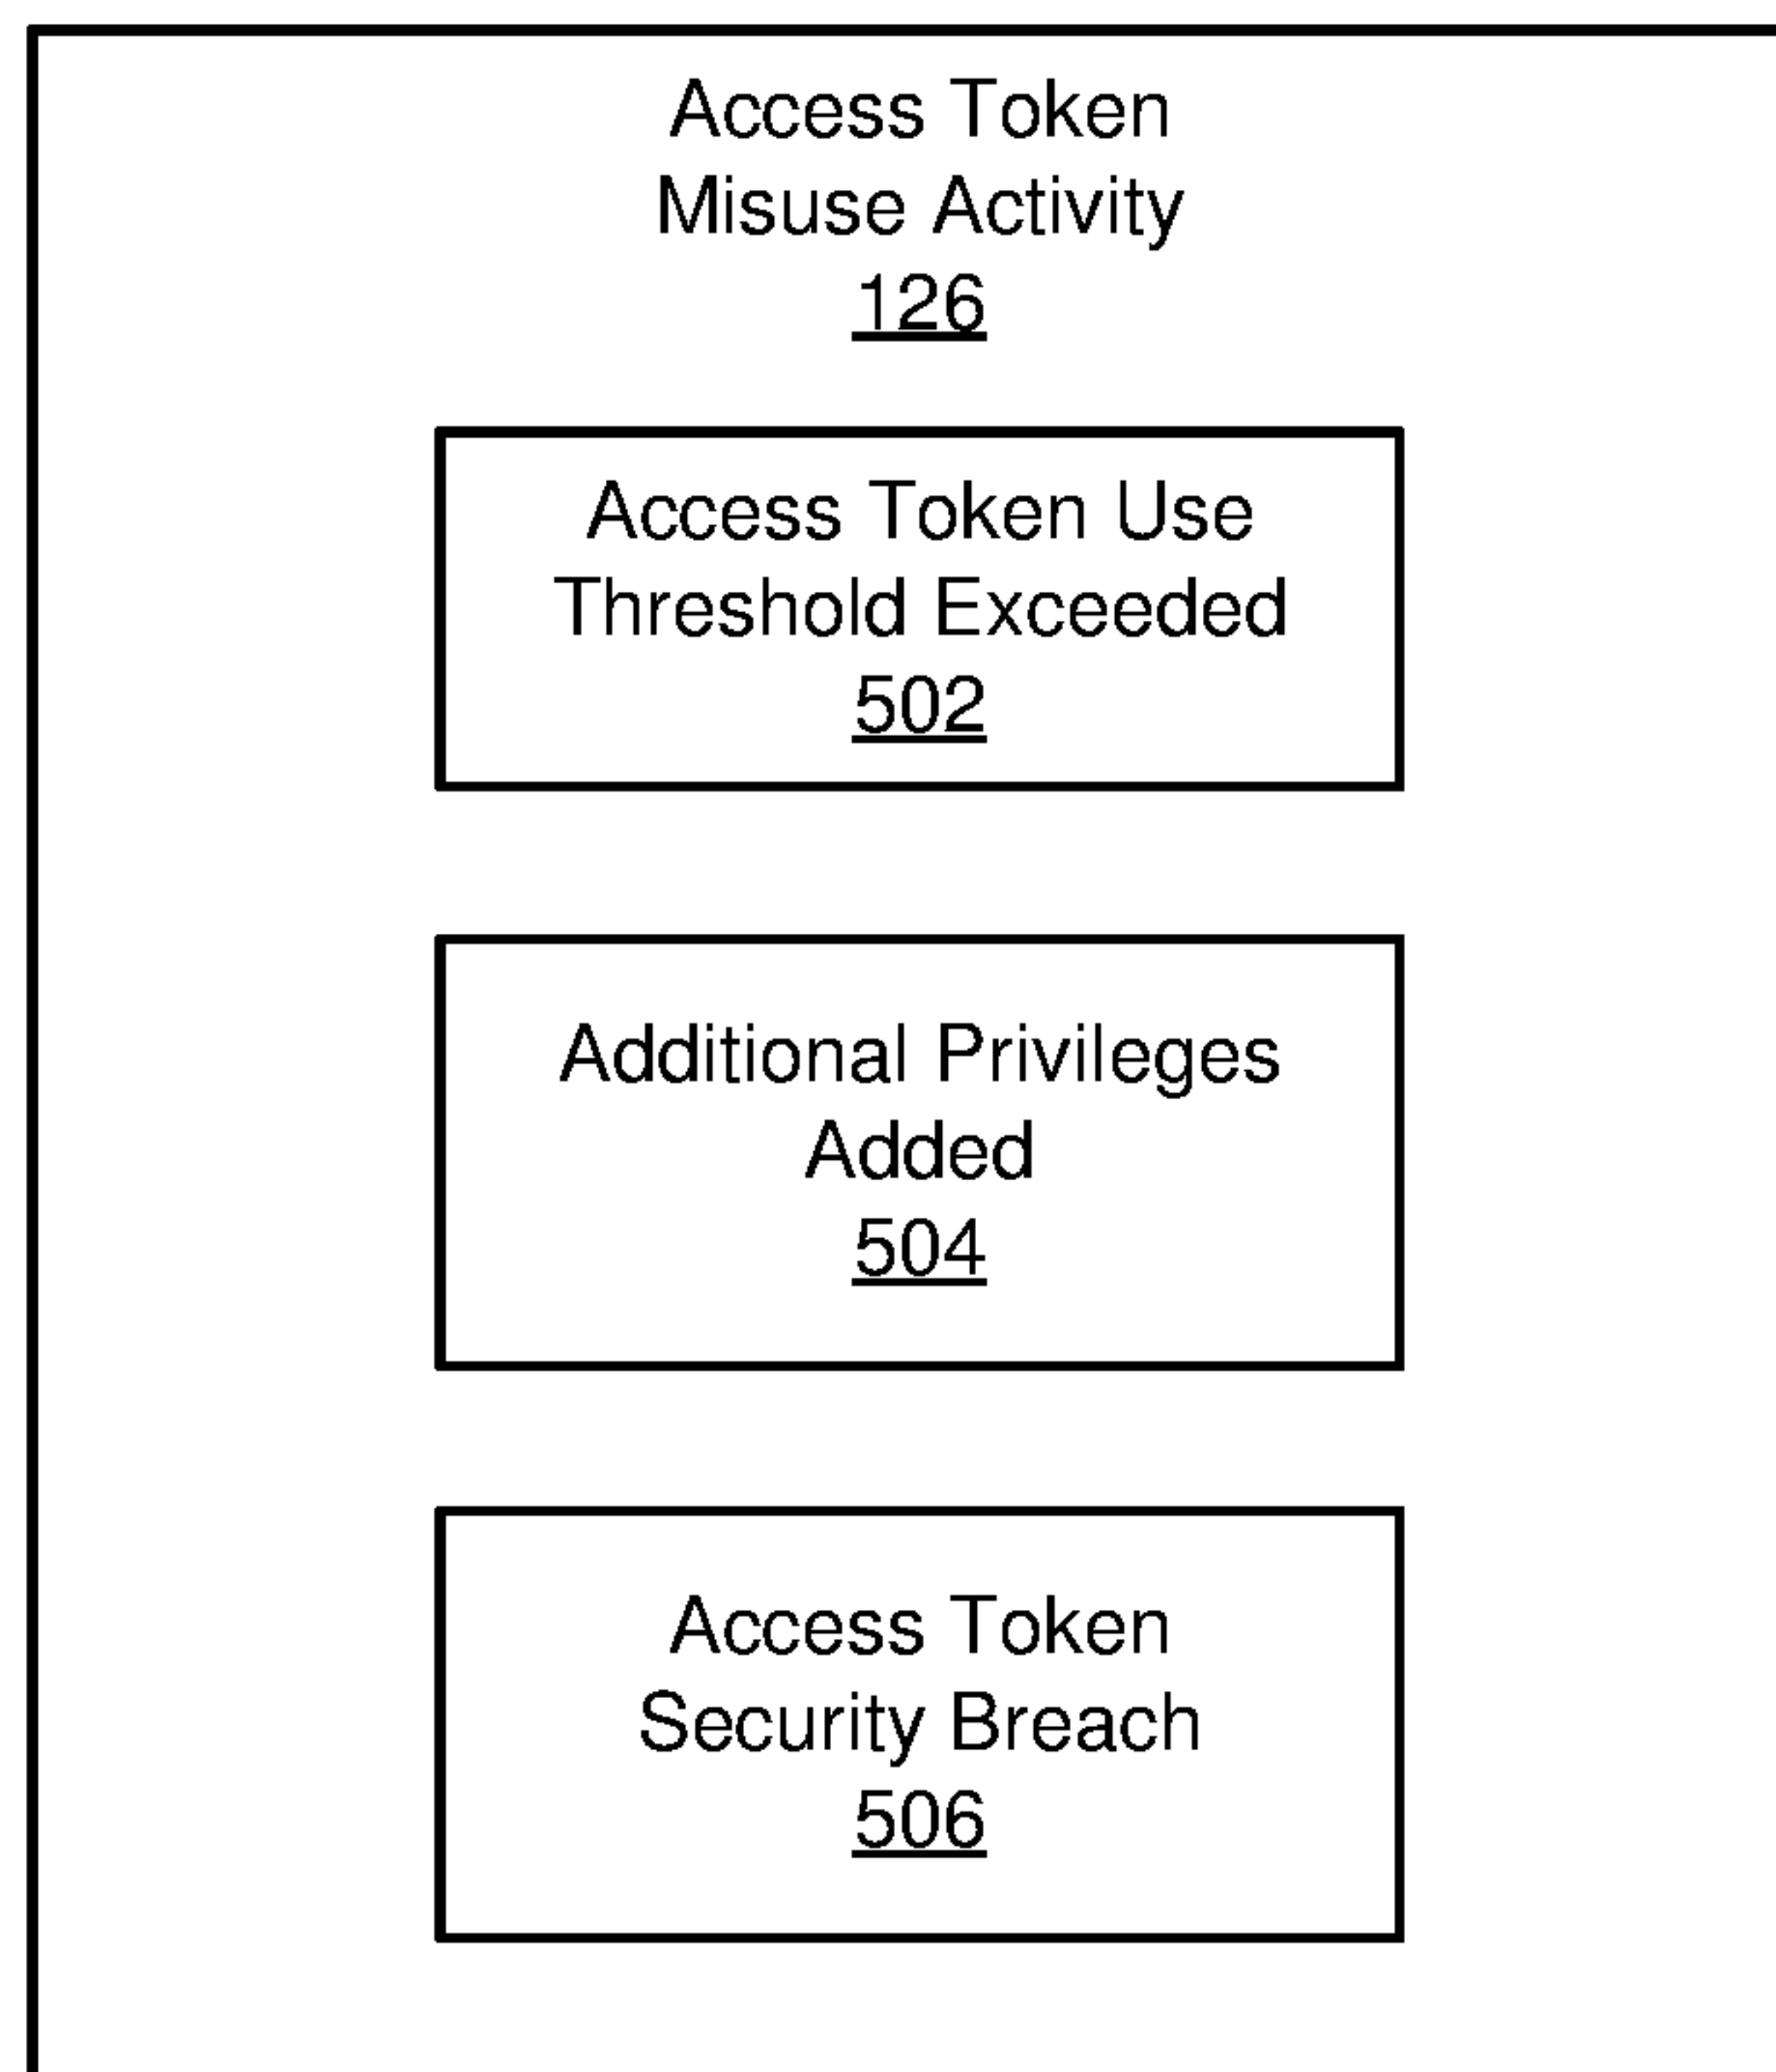 Access Token
Misuse Activity
126
Access Token Use
Threshold Exceeded
502
Additional Privileges
Added
504
Access Token
Security Breach
506